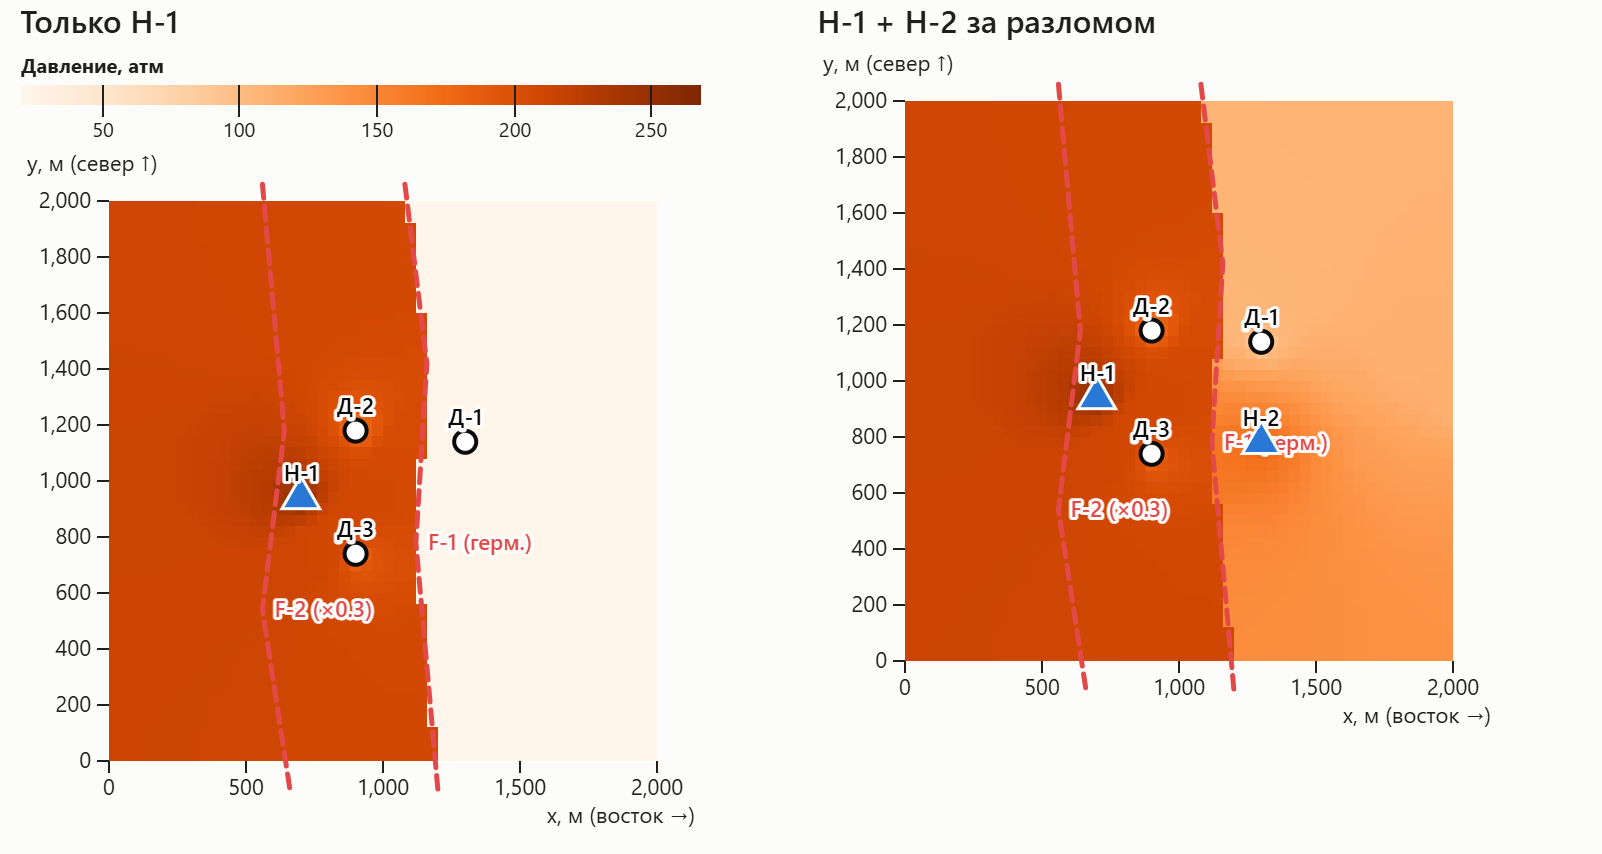 Только Н-1
Давление, атм
50 100 150 200 250
y, м (север ↑)
2,000
1,800
1,600
1,400
1,200
1,000
800
600
400
200
0
0 500 1,000 1,500 2,000
x, м (восток →)
Д-2
Д-1
Н-1
Д-3
F-1 (герм.)
F-2 (×0.3)
Н-1 + Н-2 за разломом
y, м (север ↑)
2,000
1,800
1,600
1,400
1,200
1,000
800
600
400
200
0
0 500 1,000 1,500 2,000
x, м (восток →)
Д-2
Д-1
Н-1
Н-2
Д-3
F-1 (герм.)
F-2 (×0.3)